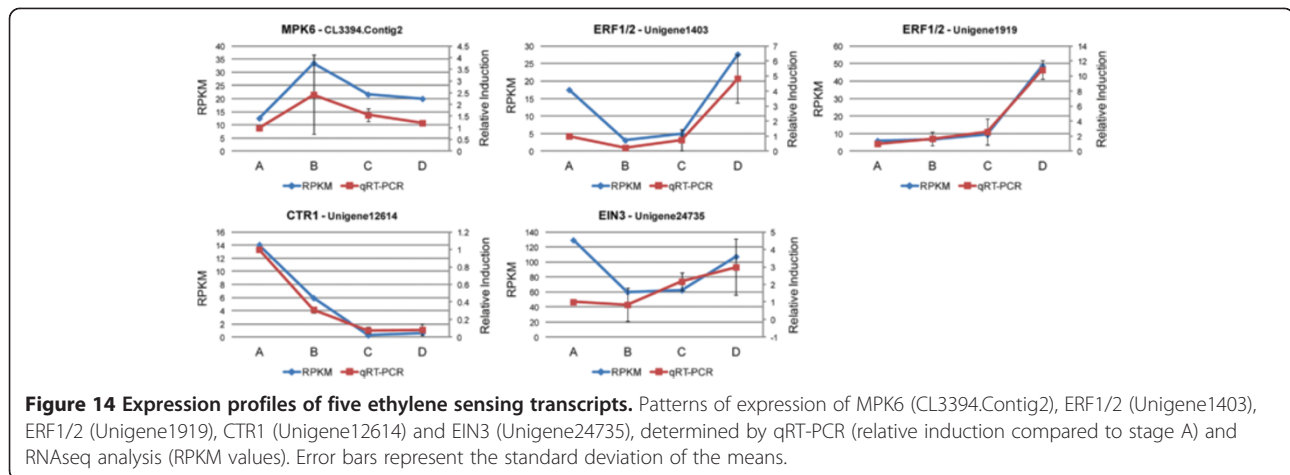 MPK6 - CL3394.Contig2
40
35
30
25
20
15
10
5
0
RPKM
4.5
4
3.5
3
2.5
2
1.5
1
0.5
0
Relative Induction
A B C D
RPKM qRT-PCR
ERF1/2 - Unigene1403
30
25
20
15
10
5
0
RPKM
7
6
5
4
3
2
1
0
Relative Induction
A B C D
RPKM qRT-PCR
ERF1/2 - Unigene1919
60
50
40
30
20
10
0
RPKM
14
12
10
8
6
4
2
0
Relative Induction
A B C D
RPKM qRT-PCR
CTR1 - Unigene12614
16
14
12
10
8
6
4
2
0
RPKM
1.2
1
0.8
0.6
0.4
0.2
0
Relative Induction
A B C D
RPKM qRT-PCR
EIN3 - Unigene24735
140
120
100
80
60
40
20
0
RPKM
5
4
3
2
1
0
-1
Relative Induction
A B C D
RPKM qRT-PCR
Figure 14 Expression profiles of five ethylene sensing transcripts. Patterns of expression of MPK6 (CL3394.Contig2), ERF1/2 (Unigene1403),
ERF1/2 (Unigene1919), CTR1 (Unigene12614) and EIN3 (Unigene24735), determined by qRT-PCR (relative induction compared to stage A) and
RNAseq analysis (RPKM values). Error bars represent the standard deviation of the means.